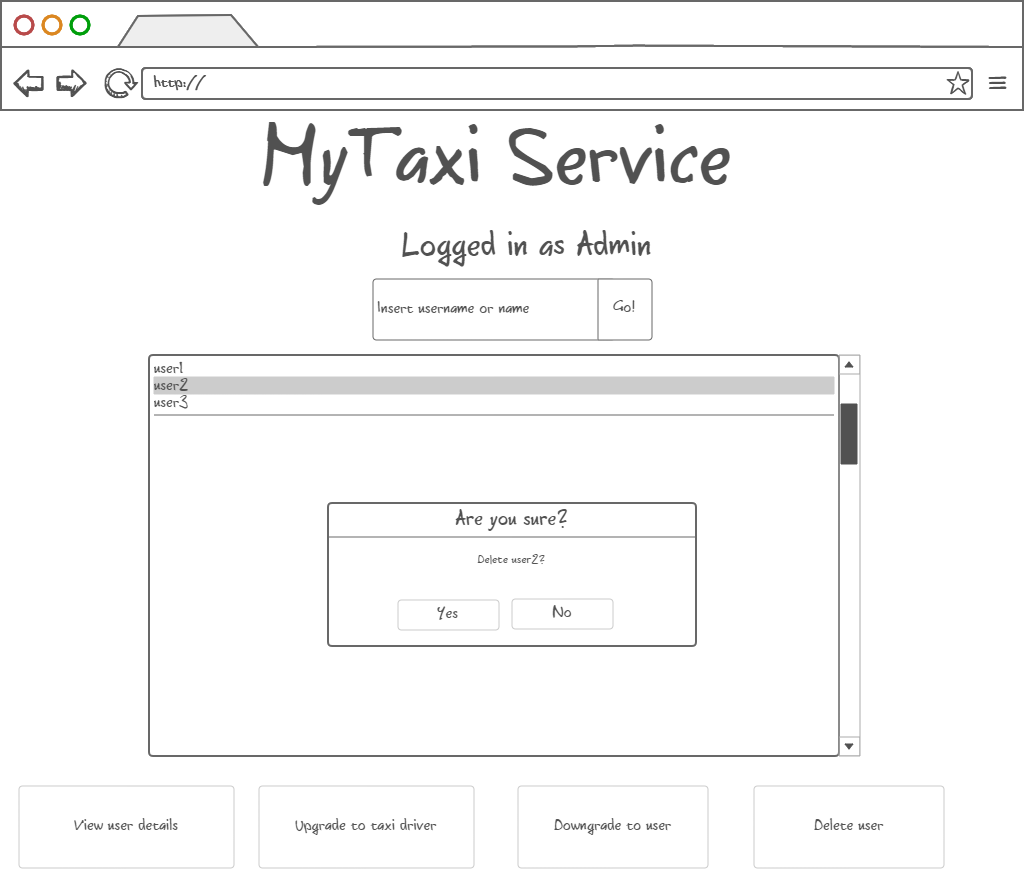 http://
MyTaxi Service
Logged in as Admin
Insert username or name
Go!
user1
user2
user3
Are you sure?
Delete user2?
Yes
No
View user details
Upgrade to taxi driver
Downgrade to user
Delete user